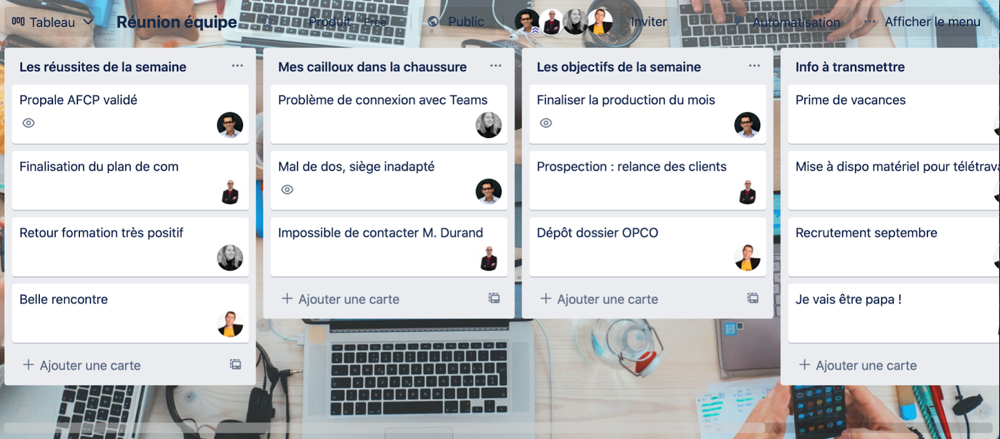 Tableau
Réunion équipe
Produit Free
Public
Inviter
Automatisation
Afficher le menu
Les réussites de la semaine
Propale AFCP validé
Finalisation du plan de com
Retour formation très positif
Belle rencontre
Ajouter une carte
Mes cailloux dans la chaussure
Problème de connexion avec Teams
Mal de dos, siège inadapté
Impossible de contacter M. Durand
Ajouter une carte
Les objectifs de la semaine
Finaliser la production du mois
Prospection : relance des clients
Dépôt dossier OPCO
Ajouter une carte
Info à transmettre
Prime de vacances
Mise à dispo matériel pour télétrava
Recrutement septembre
Je vais être papa !
Ajouter une carte